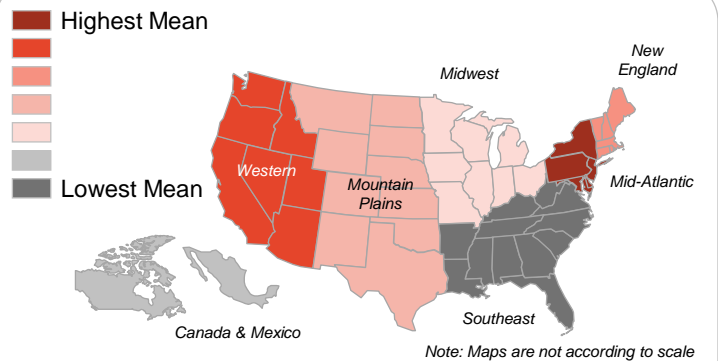 Highest Mean
Lowest Mean
New
England
Midwest
Western
Mountain
Plains
Mid-Atlantic
Southeast
Canada & Mexico
Note: Maps are not according to scale